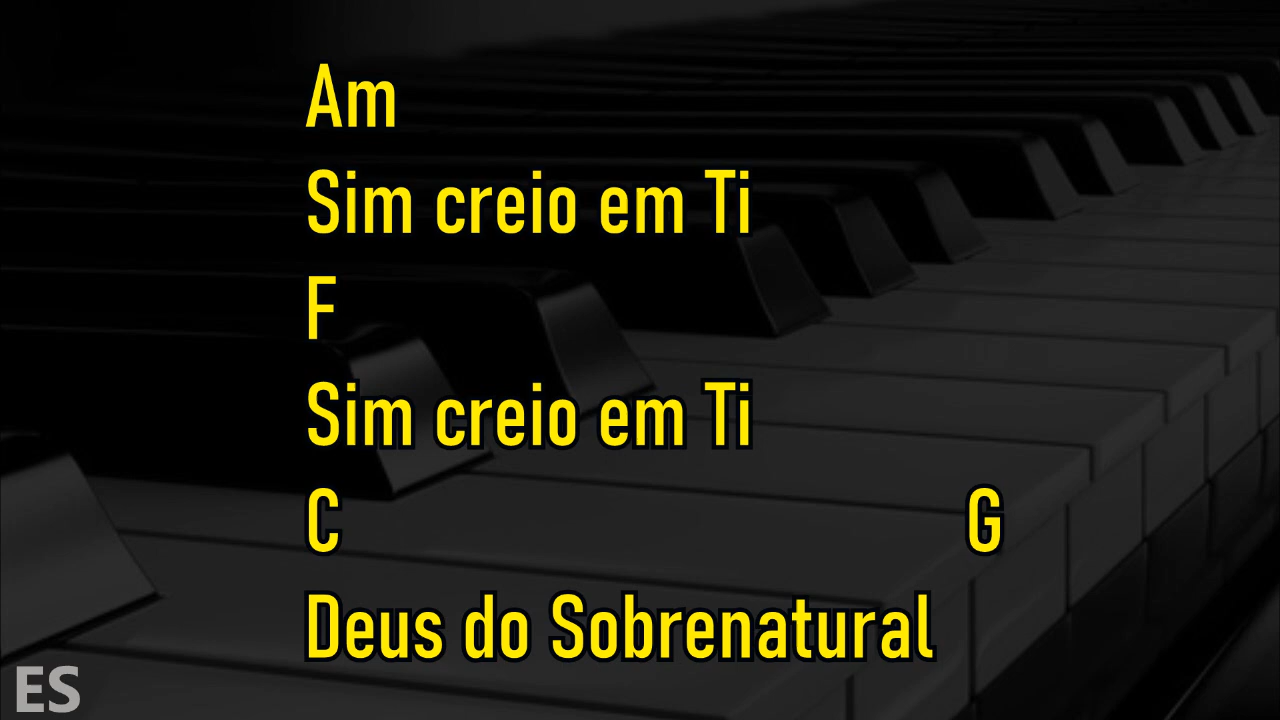 Am
Sim creio em Ti
F
Sim creio em Ti
C G
Deus do Sobrenatural
ES